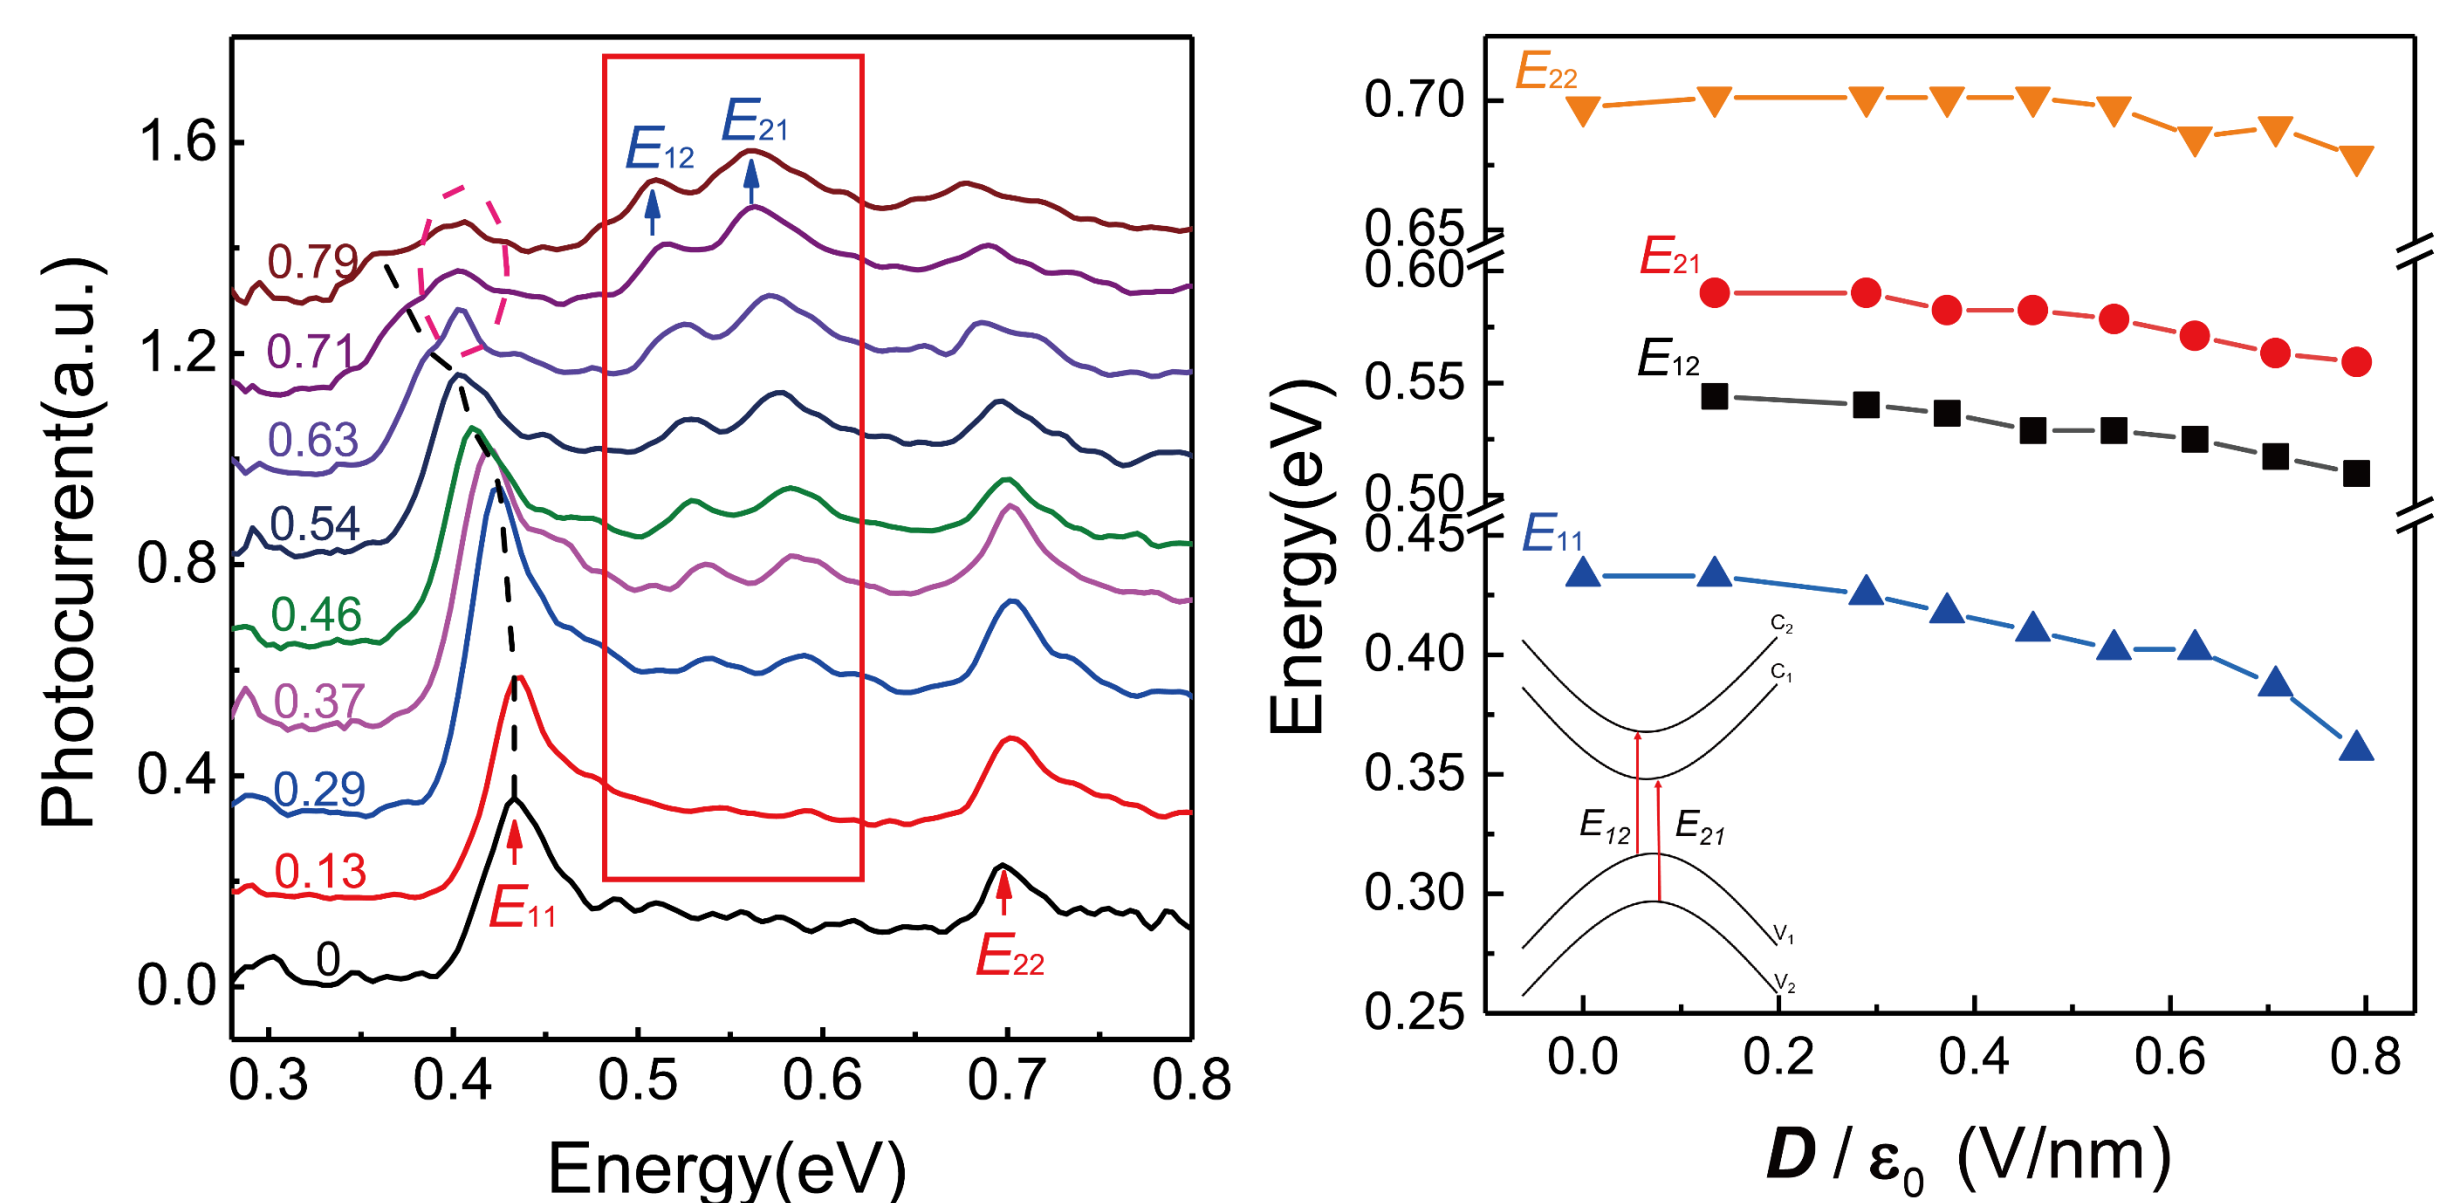 Photocurrent(a.u.)
1.6
1.2
0.8
0.4
0.0
E12
E21
0.79
0.71
0.63
0.54
0.46
0.37
0.29
0.13
0
E11
E22
0.3 0.4 0.5 0.6 0.7 0.8
Energy(eV)
Energy(eV)
0.70
0.65
0.60
0.55
0.50
0.45
0.40
0.35
0.30
0.25
E22
E21
E12
E11
C2
C1
E12 E21
V1
V2
0.0 0.2 0.4 0.6 0.8
D / ε0 (V/nm)